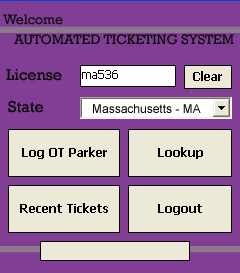 Welcome
AUTOMATED TICKETING SYSTEM
License ma536 Clear
State Massachusetts - MA
Log OT Parker Lookup
Recent Tickets Logout